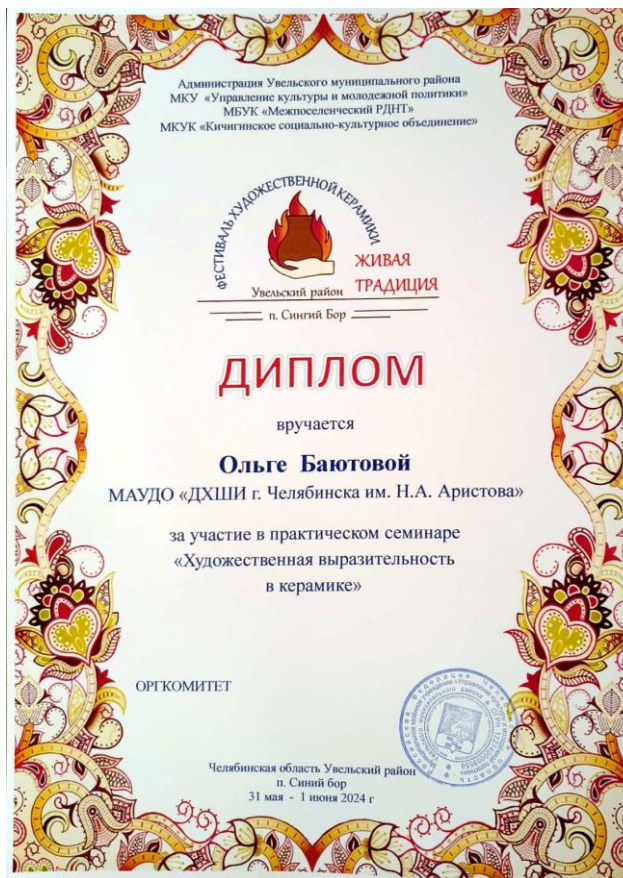 Администрация Увельского муниципального района
МКУ «Управление культуры и молодежной политики»
МБУК «Межпоселенческий РДНТ»
МКУК «Кичигинское социально-культурное объединение»
ФЕСТИВАЛЬ ХУДОЖЕСТВЕННОЙ КЕРАМИКИ
ЖИВАЯ
ТРАДИЦИЯ
Увельский район
п. Сингий Бор
ДИПЛОМ
вручается
Ольге Баютовой
МАУДО «ДХШИ г. Челябинска им. Н.А. Аристова»
за участие в практическом семинаре
«Художественная выразительность
в керамике»
ОРГКОМИТЕТ
Челябинская область Увельский район
п. Синий бор
31 мая - 1 июня 2024 г